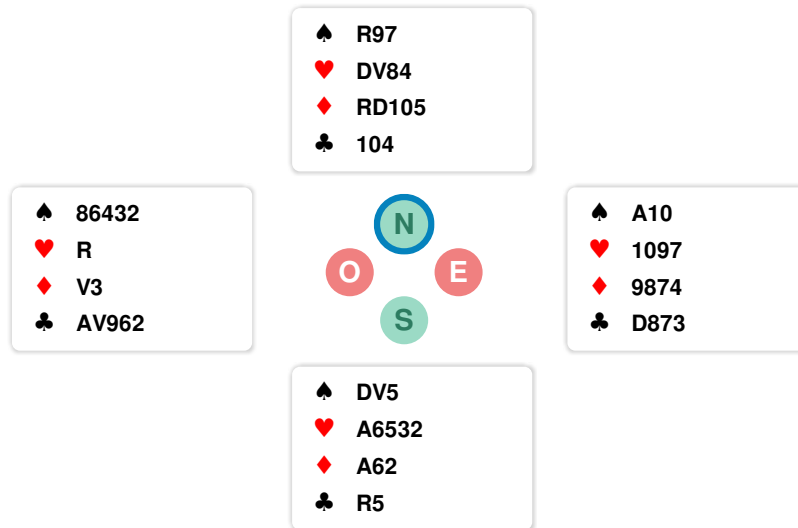 ♠ R97
♥ DV84
♦ RD105
♣ 104
♠ 86432
♥ R
♦ V3
♣ AV962
N
O
E
S
♠ A10
♥ 1097
♦ 9874
♣ D873
♠ DV5
♥ A6532
♦ A62
♣ R5